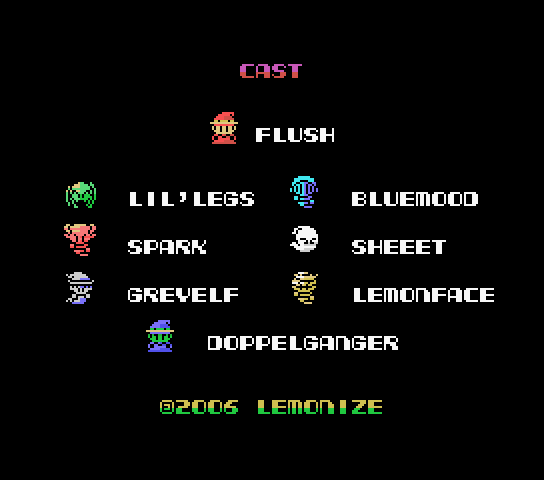 CAST
FLUSH
LIL'LEGS BLUEMOOD
SPARK SHEEET
GREVELF LEMONFACE
DOPPELGANGER
©2006 LEMONIZE